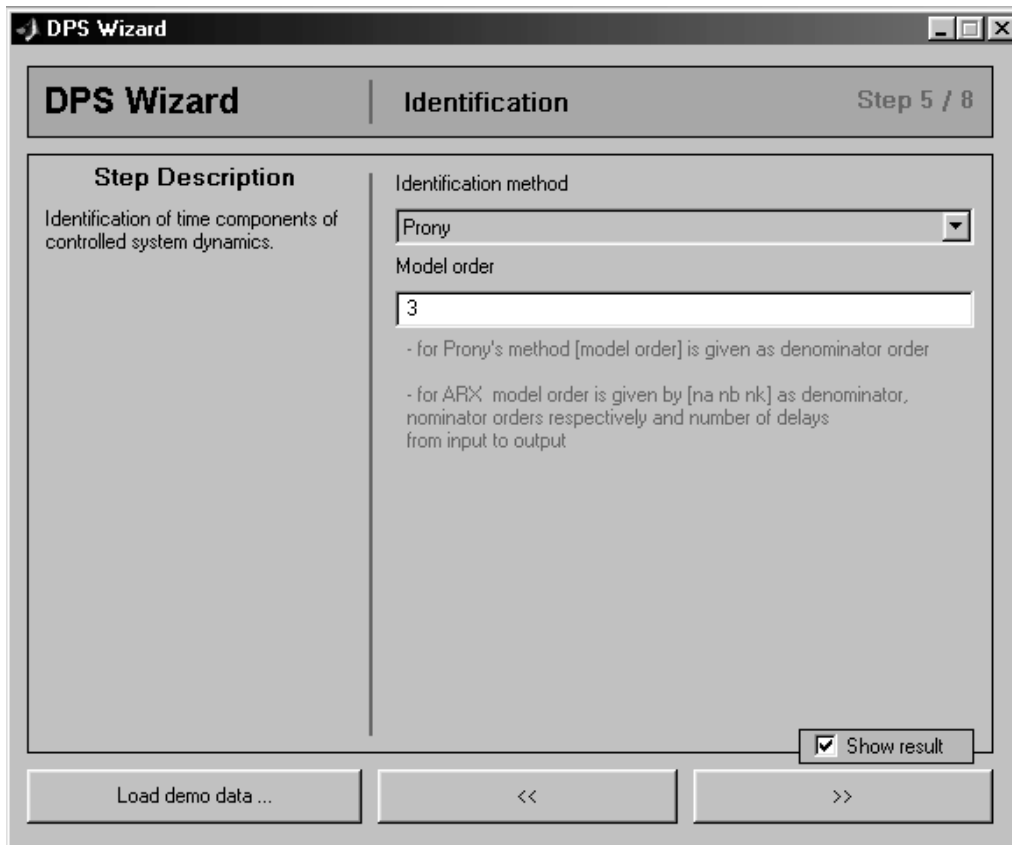 DPS Wizard
DPS Wizard
Identification
Step 5 / 8
Step Description
Identification of time components of
controlled system dynamics.
Identification method
Prony
Model order
3
- for Prony's method [model order] is given as denominator order
- for ARX model order is given by [na nb nk] as denominator,
nominator orders respectively and number of delays
from input to output
Show result
Load demo data ...
<<
>>